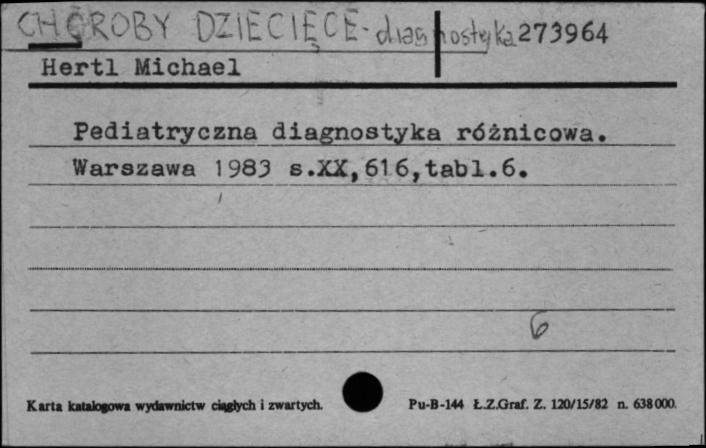 CHOROBY DZIECIĘCE - diagnostyka 273964
Hertl Michael
Pediatryczna diagnostyka różnicowa.
Warszawa 1983 s.XX,616,tabl.6.
6
Karta katalogowa wydawnictw ciągłych i zwartych. Pu-B-144 Ł.Z.Graf. Z. 120/15/82 n. 638000.